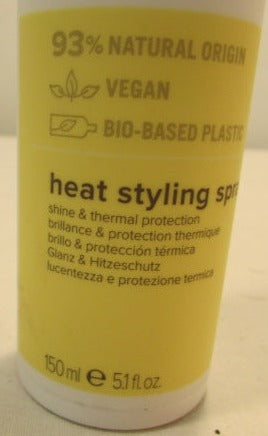 93% NATURAL ORIGIN
VEGAN
BIO-BASED PLASTIC
heat styling spra
shine & thermal protection
brillance & protection thermique
brillo & protección térmica
Glanz & Hitzeschutz
lucentezza e protezione termica
150 ml e 5.1 fl.oz.